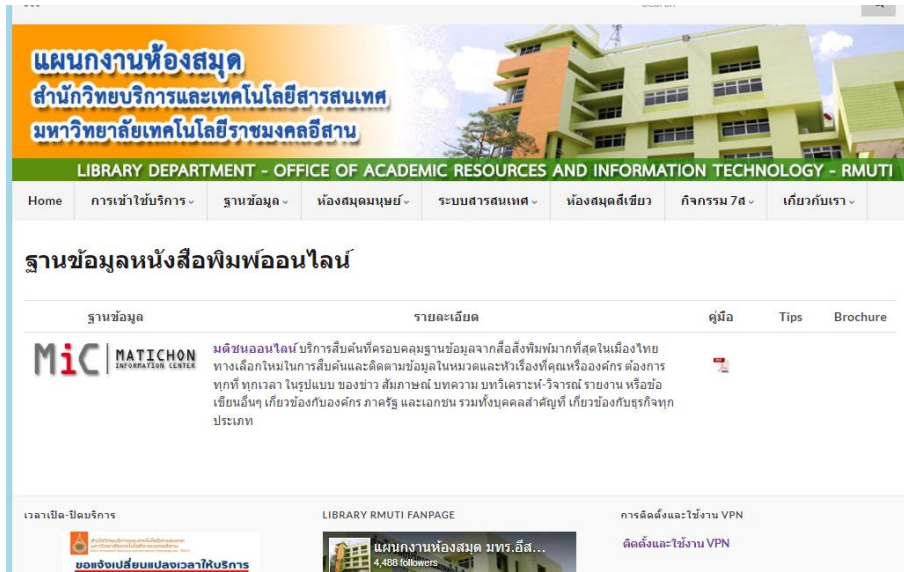 แผนกงานห้องสมุด
สำนักวิทยบริการและเทคโนโลยีสารสนเทศ
มหาวิทยาลัยเทคโนโลยีราชมงคลอีสาน
LIBRARY DEPARTMENT - OFFICE OF ACADEMIC RESOURCES AND INFORMATION TECHNOLOGY - RMUTI
Home การเข้าใช้บริการ ฐานข้อมูล ห้องสมุดมนุษย์ ระบบสารสนเทศ ห้องสมุดสีเขียว กิจกรรม 7ส เกี่ยวกับเรา
ฐานข้อมูลหนังสือพิมพ์ออนไลน์
ฐานข้อมูล รายละเอียด คู่มือ Tips Brochure
MiC MATICHON
INFORMATION CENTER
มติชนออนไลน์ บริการสืบค้นที่ครอบคลุมฐานข้อมูลจากสื่อสิ่งพิมพ์มากที่สุดในเมืองไทย
ทางเลือกใหม่ในการสืบค้นและติดตามข้อมูลในหมวดและหัวเรื่องที่คุณหรือองค์กร ต้องการ
ทุกที่ ทุกเวลา ในรูปแบบ ของข่าว สัมภาษณ์ บทความ บทวิเคราะห์-วิจารณ์ รายงาน หรือข้อ
เขียนอื่นๆ เกี่ยวข้องกับองค์กร ภาครัฐ และเอกชน รวมทั้งบุคคลสำคัญที่ เกี่ยวข้องกับธุรกิจทุก
ประเภท
เวลาเปิด-ปิดบริการ
ขอแจ้งเปลี่ยนแปลงเวลาให้บริการ
LIBRARY RMUTI FANPAGE
แผนกงานห้องสมุด มทร.อีส...
4,488 followers
การติดตั้งและใช้งาน VPN
ติดตั้งและใช้งาน VPN